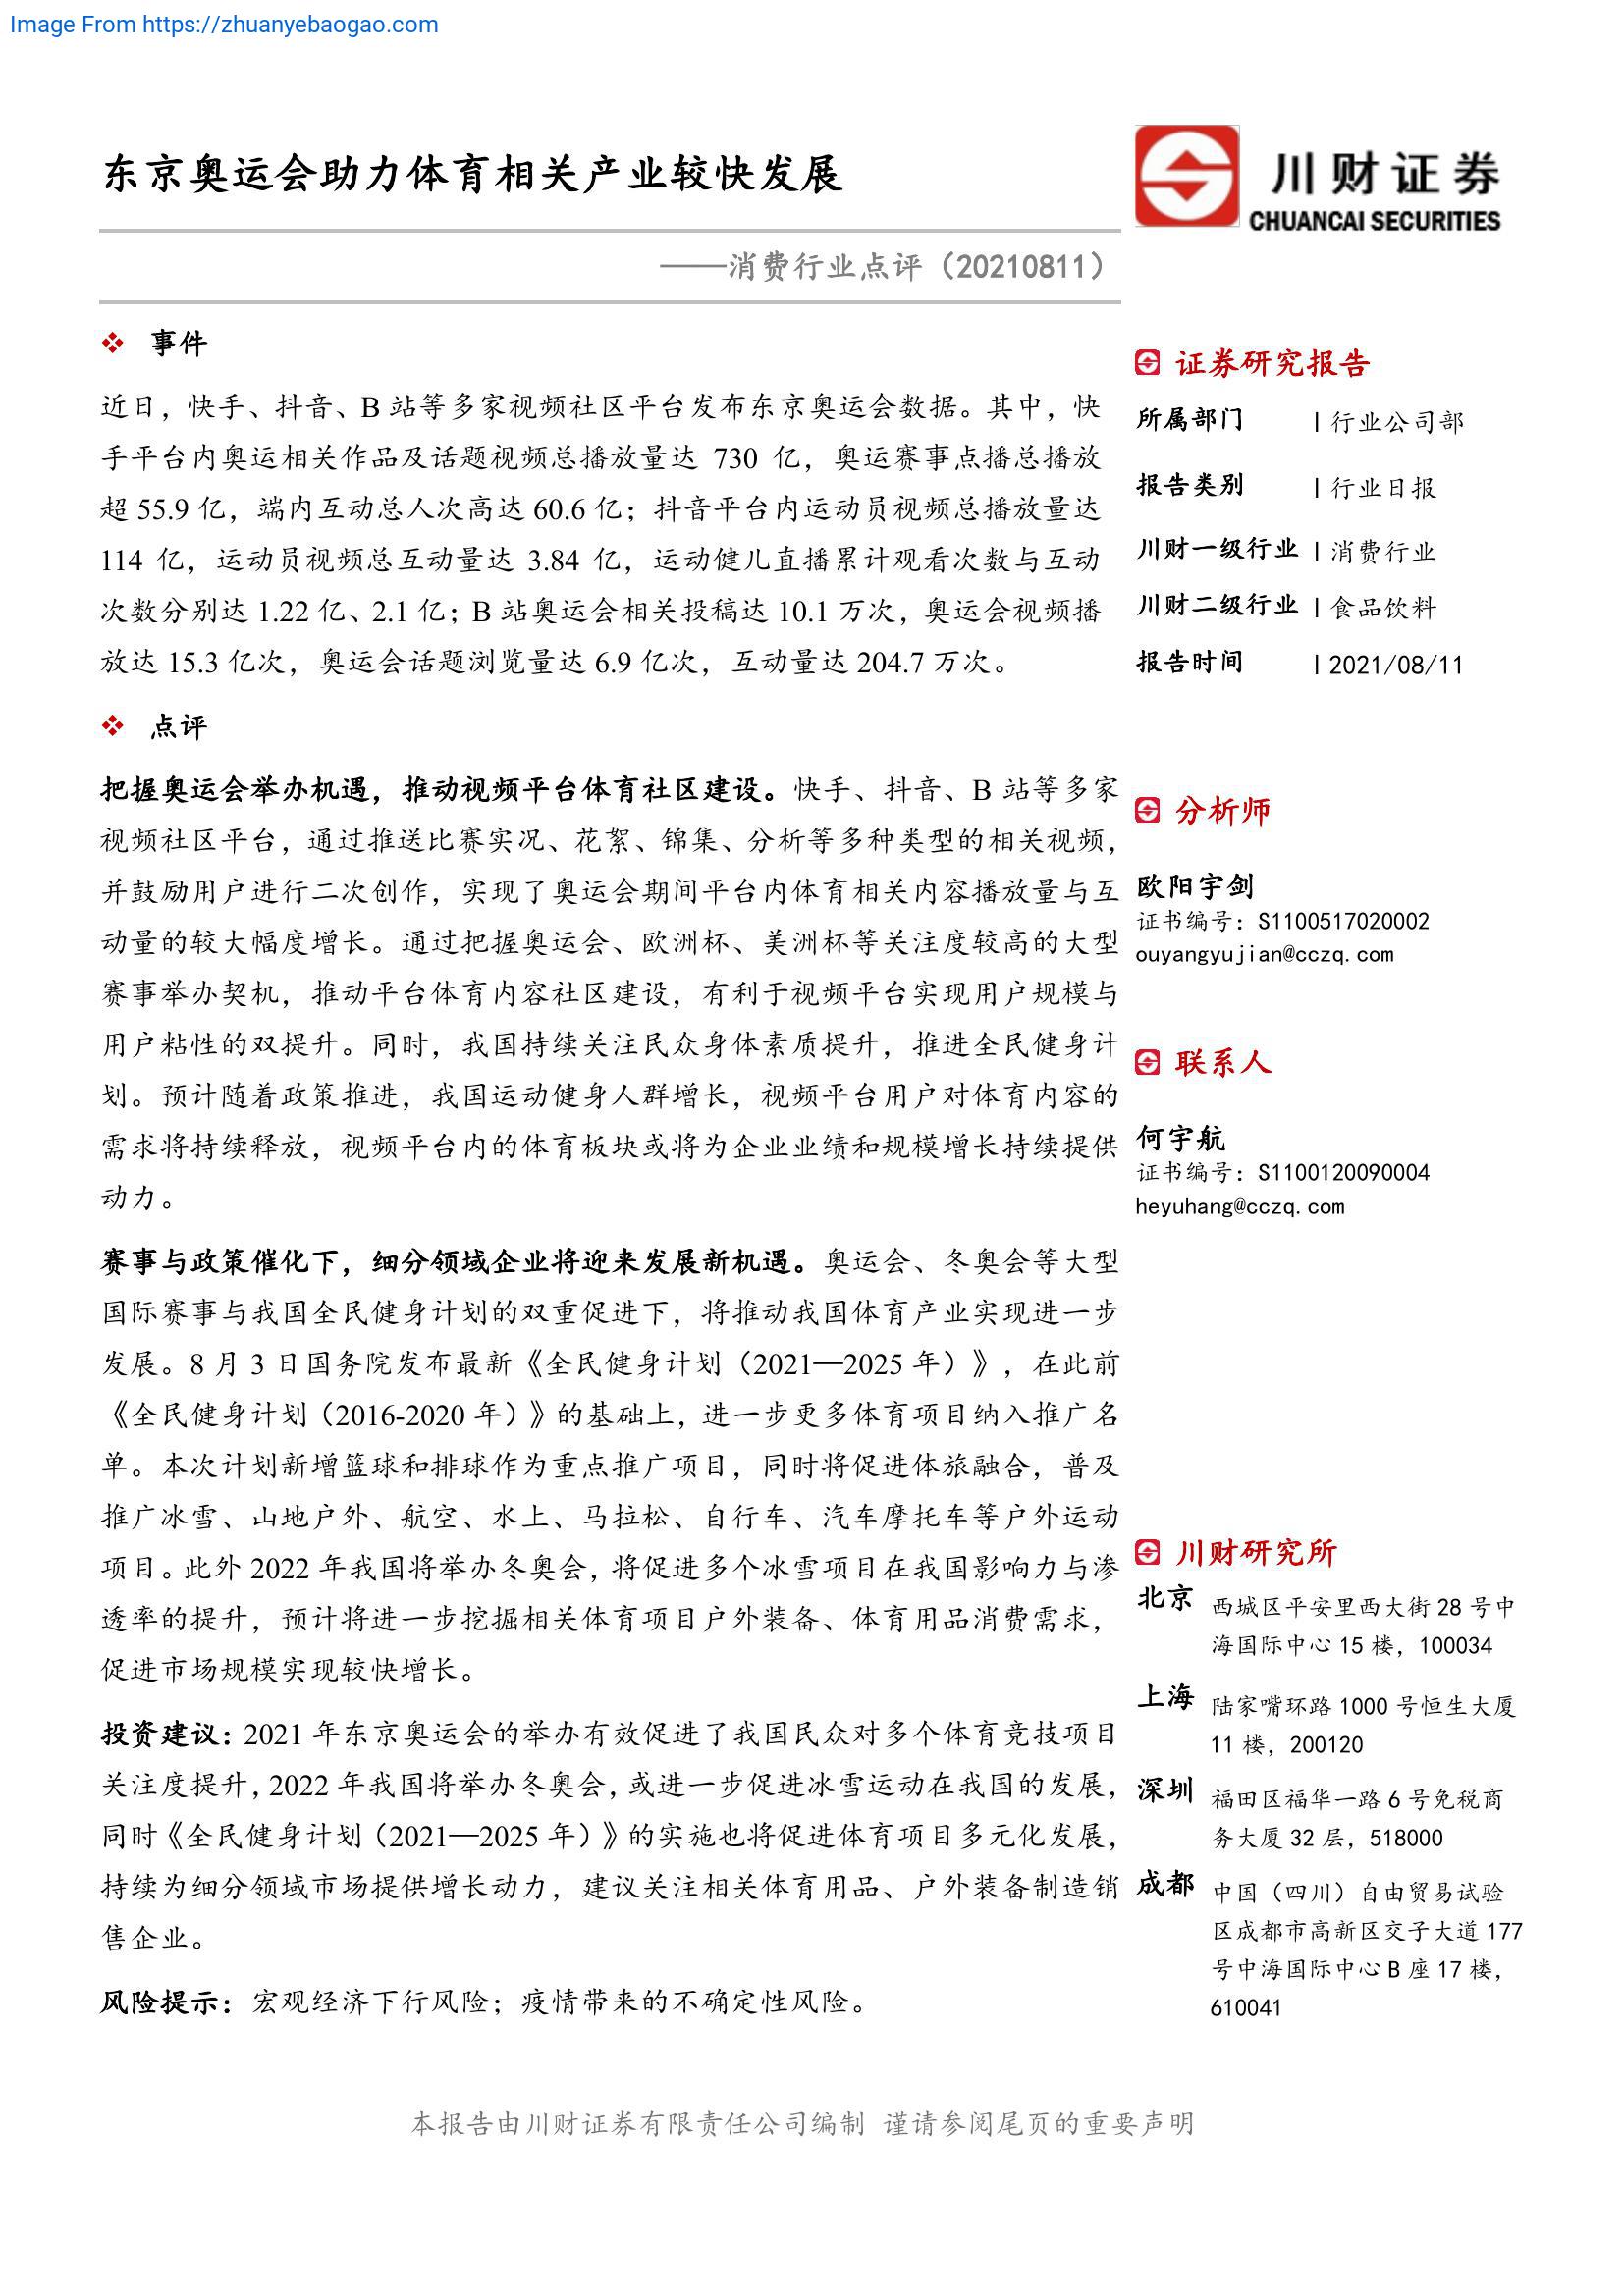 Image From https://zhuanyebaogao.com
东京奥运会助力体育相关产业较快发展
川财证券
CHUANCAI SECURITIES
——消费行业点评（20210811）
事件
近日，快手、抖音、B 站等多家视频社区平台发布东京奥运会数据。其中，快
手平台内奥运相关作品及话题视频总播放量达 730 亿，奥运赛事点播总播放
超 55.9 亿，端内互动总人次高达 60.6 亿；抖音平台内运动员视频总播放量达
114 亿，运动员视频总互动量达 3.84 亿，运动健儿直播累计观看次数与互动
次数分别达 1.22 亿、2.1 亿；B 站奥运会相关投稿达 10.1 万次，奥运会视频播
放达 15.3 亿次，奥运会话题浏览量达 6.9 亿次，互动量达 204.7 万次。
点评
把握奥运会举办机遇，推动视频平台体育社区建设。快手、抖音、B 站等多家
视频社区平台，通过推送比赛实况、花絮、锦集、分析等多种类型的相关视频，
并鼓励用户进行二次创作，实现了奥运会期间平台内体育相关内容播放量与互
动量的较大幅度增长。通过把握奥运会、欧洲杯、美洲杯等关注度较高的大型
赛事举办契机，推动平台体育内容社区建设，有利于视频平台实现用户规模与
用户粘性的双提升。同时，我国持续关注民众身体素质提升，推进全民健身计
划。预计随着政策推进，我国运动健身人群增长，视频平台用户对体育内容的
需求将持续释放，视频平台内的体育板块或将为企业业绩和规模增长持续提供
动力。
赛事与政策催化下，细分领域企业将迎来发展新机遇。奥运会、冬奥会等大型
国际赛事与我国全民健身计划的双重促进下，将推动我国体育产业实现进一步
发展。8 月 3 日国务院发布最新《全民健身计划（2021—2025 年）》，在此前
《全民健身计划（2016-2020 年）》的基础上，进一步更多体育项目纳入推广名
单。本次计划新增篮球和排球作为重点推广项目，同时将促进体旅融合，普及
推广冰雪、山地户外、航空、水上、马拉松、自行车、汽车摩托车等户外运动
项目。此外 2022 年我国将举办冬奥会，将促进多个冰雪项目在我国影响力与渗
透率的提升，预计将进一步挖掘相关体育项目户外装备、体育用品消费需求，
促进市场规模实现较快增长。
投资建议：2021 年东京奥运会的举办有效促进了我国民众对多个体育竞技项目
关注度提升，2022 年我国将举办冬奥会，或进一步促进冰雪运动在我国的发展，
同时《全民健身计划（2021—2025 年）》的实施也将促进体育项目多元化发展，
持续为细分领域市场提供增长动力，建议关注相关体育用品、户外装备制造销
售企业。
风险提示：宏观经济下行风险；疫情带来的不确定性风险。
证券研究报告
所属部门 | 行业公司部
报告类别 | 行业日报
川财一级行业 | 消费行业
川财二级行业 | 食品饮料
报告时间 | 2021/08/11
分析师
欧阳宇剑
证书编号：S1100517020002
ouyangyujian@cczq.com
联系人
何宇航
证书编号：S1100120090004
heyuhang@cczq.com
川财研究所
北京 西城区平安里西大街 28 号中
海国际中心 15 楼，100034
上海 陆家嘴环路 1000 号恒生大厦
11 楼，200120
深圳 福田区福华一路 6 号免税商
务大厦 32 层，518000
成都 中国（四川）自由贸易试验
区成都市高新区交子大道 177
号中海国际中心 B 座 17 楼，
610041
本报告由川财证券有限责任公司编制 谨请参阅尾页的重要声明